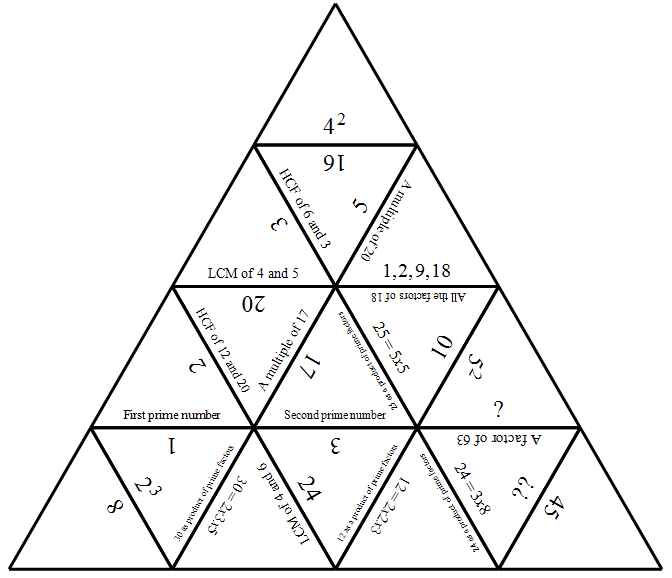 4²
16
HCF of 6 and 3
5
A multiple of 20
3
LCM of 4 and 5
1,2,9,18
20
All the factors of 18
HCF of 12 and 20
A multiple of 17
25 as a product of prime factors
25 = 5x5
10
5²
2
17
First prime number
Second prime number
?
1
3
A factor of 63
8
2³
30 as product of prime factors
30 = 2x3x5
LCM of 4 and 6
24
12 as a product of prime factors
12 = 2x2x3
24 as a product of prime factors
24 = 3x8
??
45